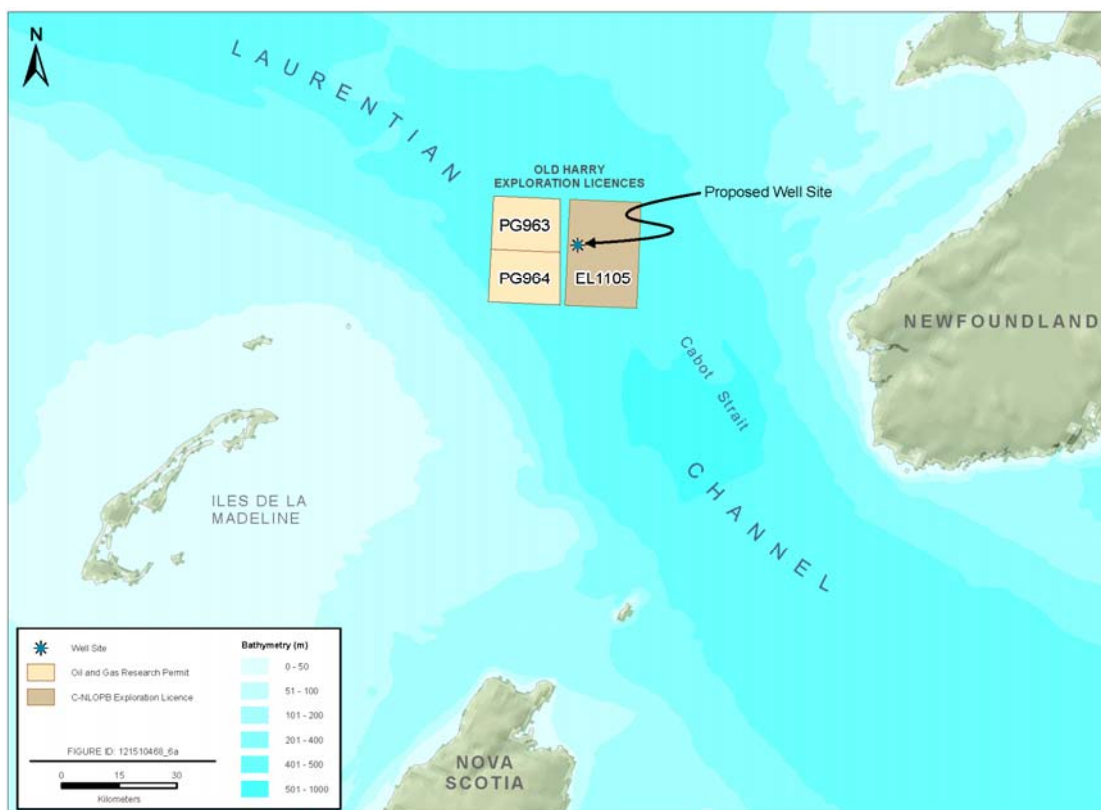 N
LAURENTIAN
OLD HARRY
EXPLORATION LICENCES
Proposed Well Site
PG963
PG964
EL1105
NEWFOUNDLAND
Cabot Strait
CHANNEL
ILES DE LA
MADELINE
NOVA
SCOTIA
Well Site
Oil and Gas Research Permit
C-NLOPB Exploration Licence
FIGURE ID: 121510468_6a
0 15 30
Kilometers
Bathymetry (m)
0 - 50
51 - 100
101 - 200
201 - 400
401 - 500
501 - 1000